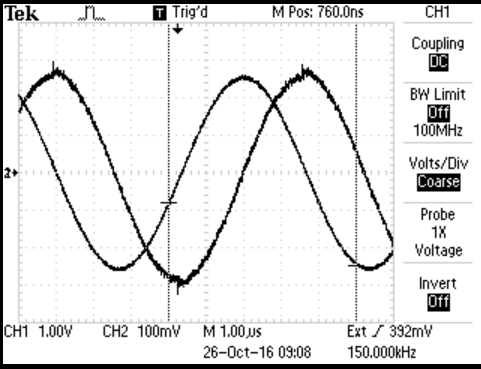 Tek T Trig'd M Pos: 760.0ns CH1
Coupling
DC
BW Limit
Off
100MHz
2
Volts/Div
Coarse
Probe
1X
Voltage
Invert
Off
CH1 1.00V CH2 100mV M 1.00µs Ext / 392mV
26-Oct-16 09:08 150.000kHz